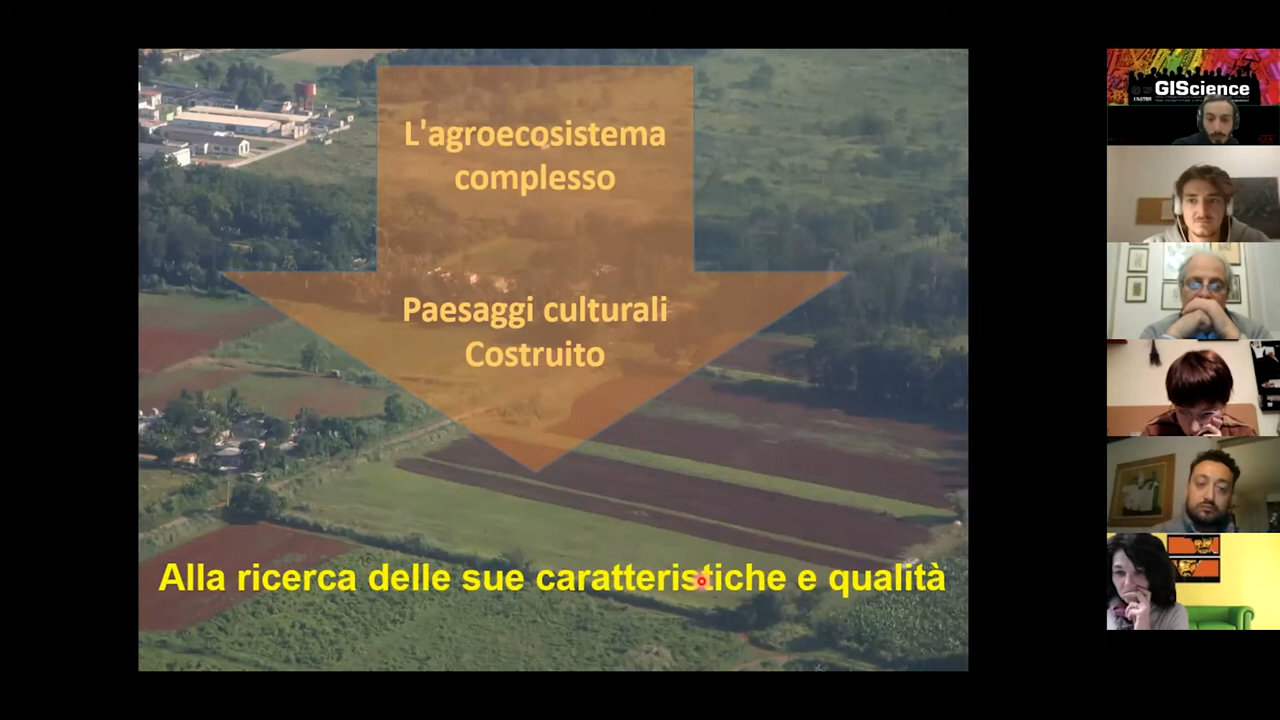 L'agroecosistema
complesso
Paesaggi culturali
Costruito
Alla ricerca delle sue caratteristiche e qualità
GIScience